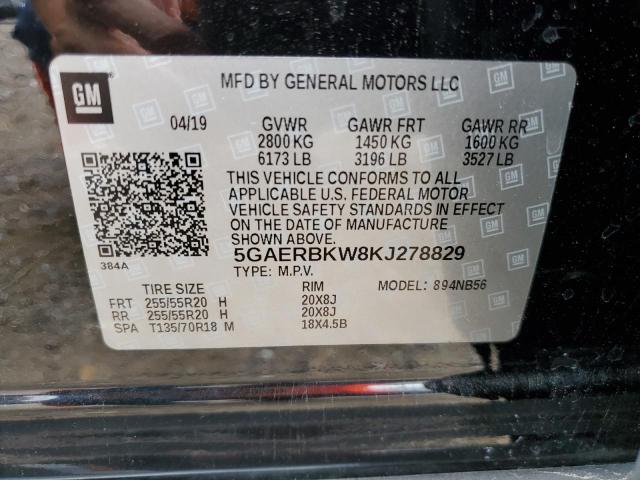 GM
MFD BY GENERAL MOTORS LLC
04/19 GVWR GAWR FRT GAWR RR
2800 KG 1450 KG 1600 KG
6173 LB 3196 LB 3527 LB
THIS VEHICLE CONFORMS TO ALL
APPLICABLE U.S. FEDERAL MOTOR
VEHICLE SAFETY STANDARDS IN EFFECT
ON THE DATE OF MANUFACTURE
384A
5GAERBKW8KJ278829
TYPE: M.P.V. MODEL: 894NB56
TIRE SIZE RIM
FRT 255/55R20 H 20X8J
RR 255/55R20 H 20X8J
SPA T135/70R18 M 18X4.5B